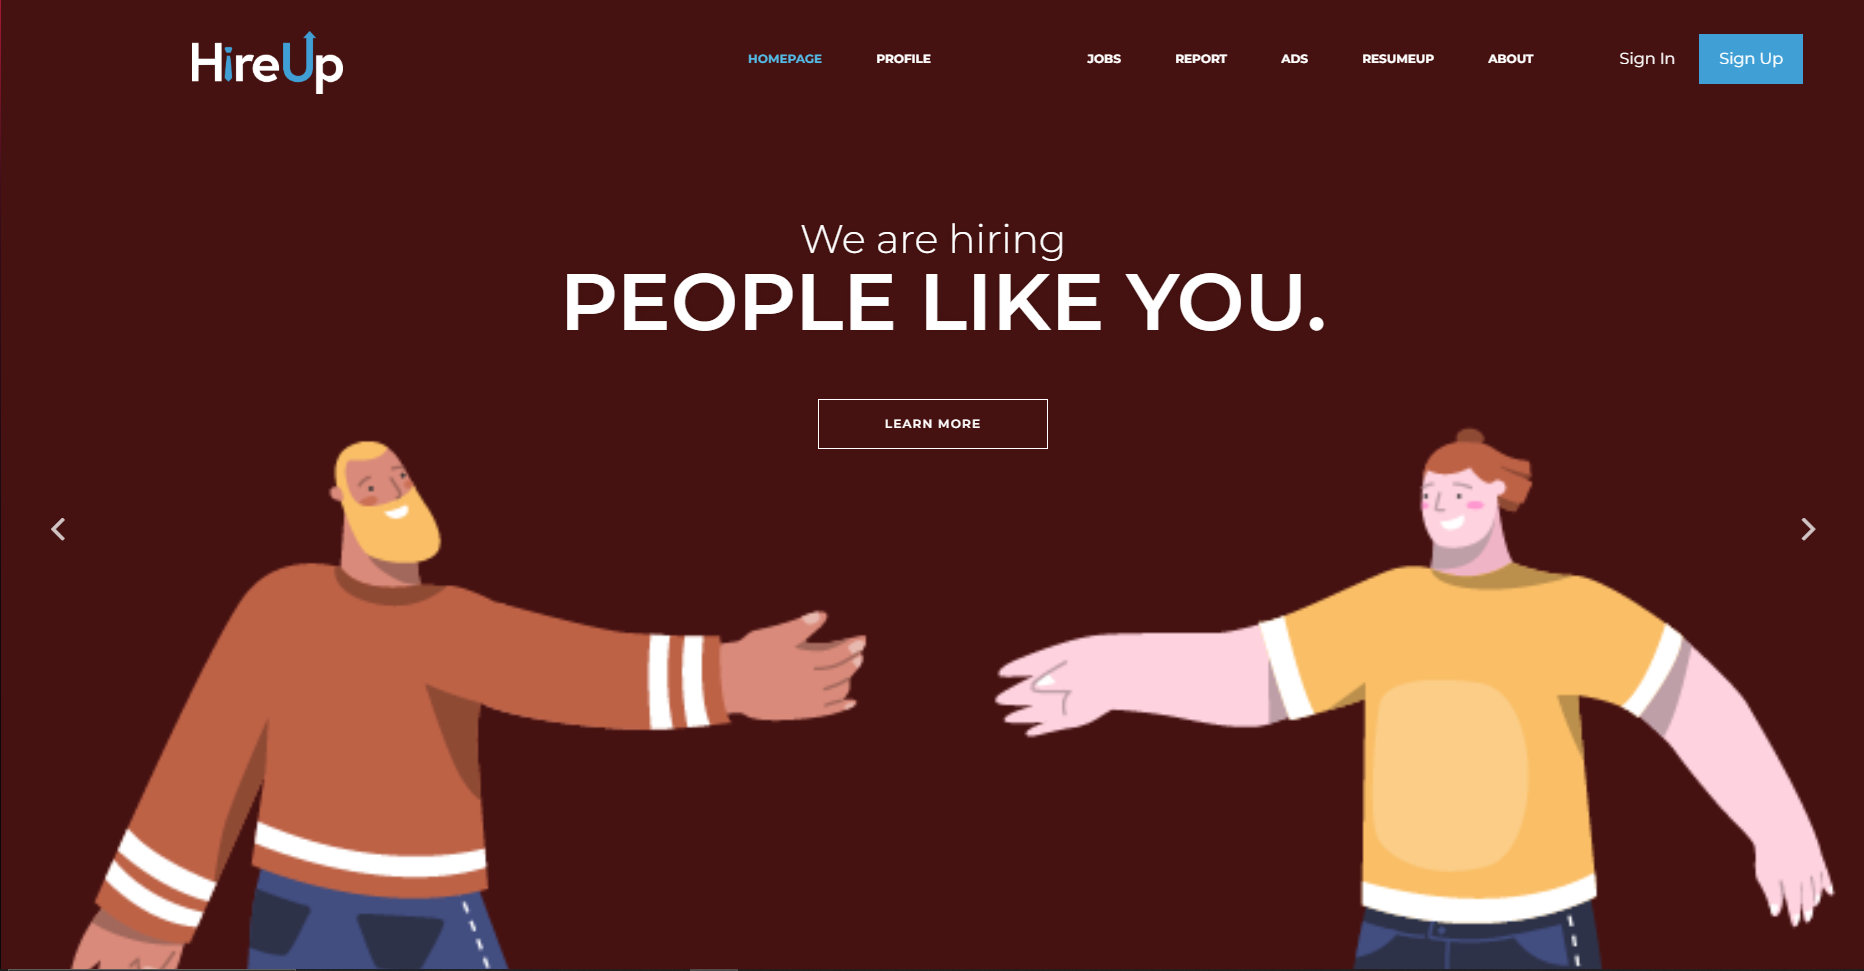 HireUp
HOMEPAGE PROFILE JOBS REPORT ADS RESUMEUP ABOUT Sign In Sign Up
We are hiring
PEOPLE LIKE YOU.
LEARN MORE